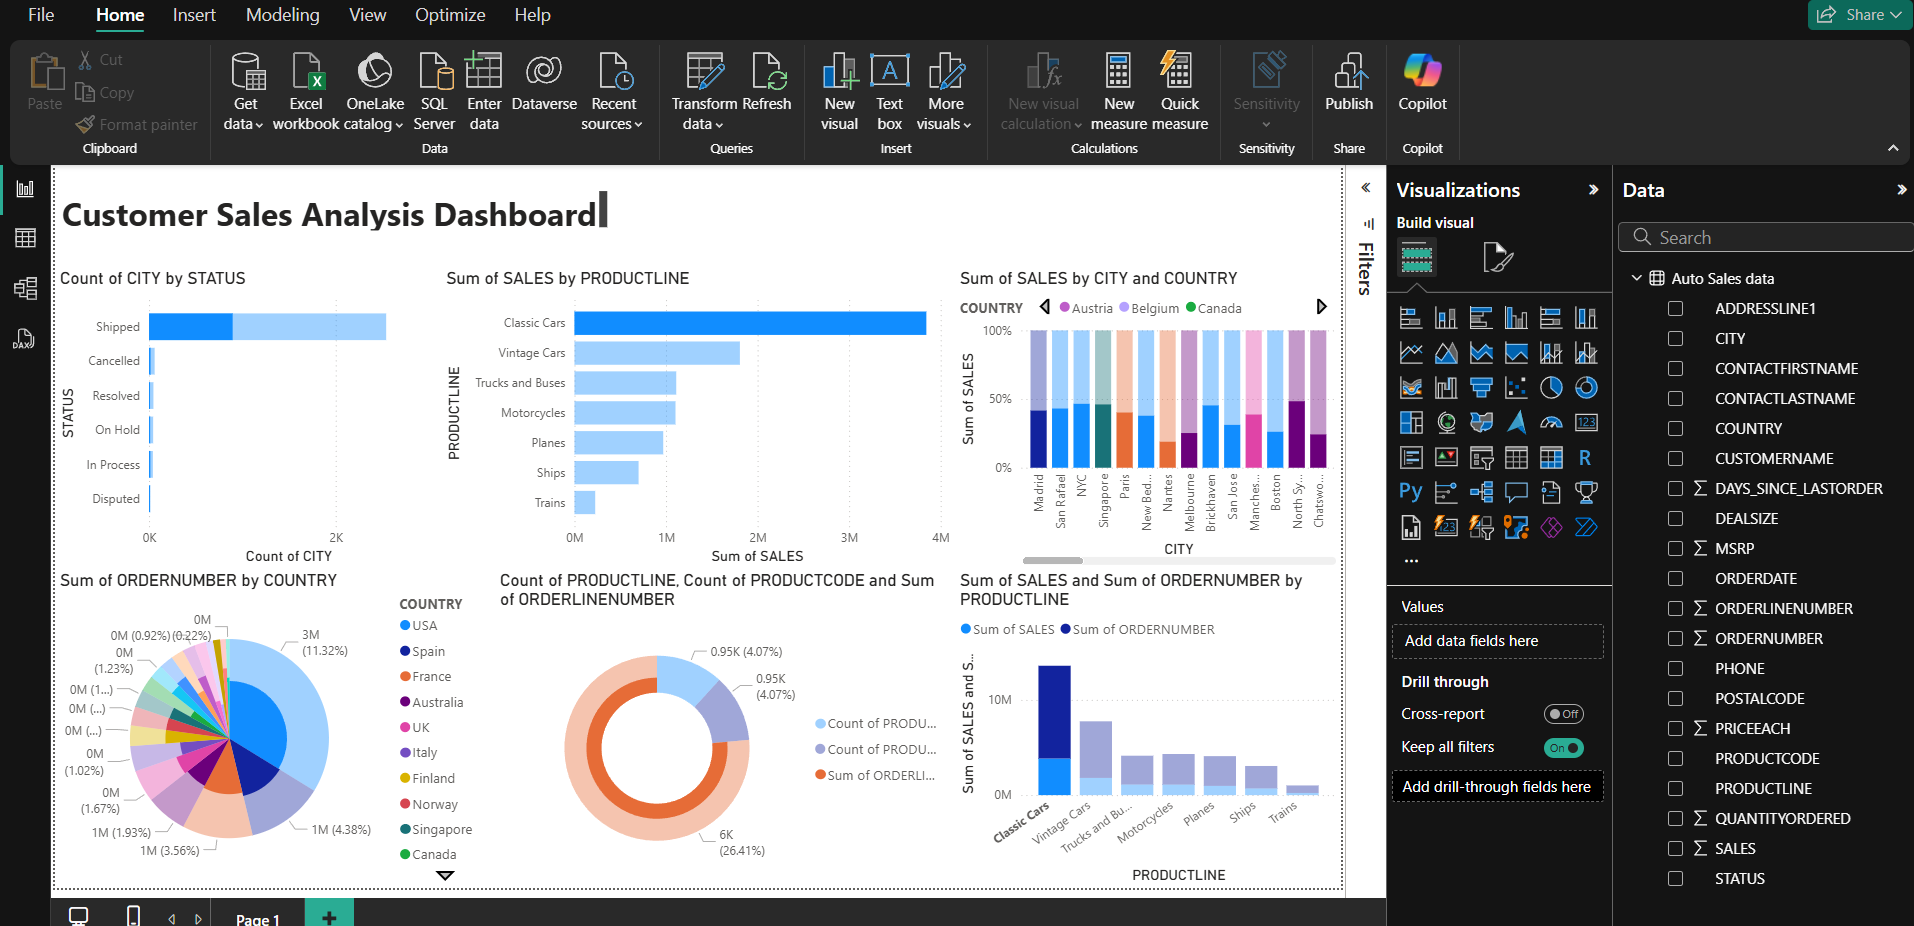 File Home Insert Modeling View Optimize Help Share
Paste
Cut
Copy
Format painter
Clipboard
Get data
Excel workbook
OneLake catalog
SQL Server
Enter data
Dataverse
Recent sources
Data
Transform data
Refresh
Queries
New visual
Text box
More visuals
Insert
New visual calculation
New measure
Quick measure
Calculations
Sensitivity
Sensitivity
Publish
Share
Copilot
Copilot
Customer Sales Analysis Dashboard
Count of CITY by STATUS
STATUS
Shipped
Cancelled
Resolved
On Hold
In Process
Disputed
0K 2K
Count of CITY
Sum of SALES by PRODUCTLINE
PRODUCTLINE
Classic Cars
Vintage Cars
Trucks and Buses
Motorcycles
Planes
Ships
Trains
0M 1M 2M 3M 4M
Sum of SALES
Sum of SALES by CITY and COUNTRY
COUNTRY Austria Belgium Canada
Sum of SALES
100%
50%
0%
Madrid
San Rafael
NYC
Singapore
Paris
New Bed...
Nantes
Melbourne
Brickhaven
San Jose
Manches...
Boston
North Sy...
Chatswo...
CITY
Sum of ORDERNUMBER by COUNTRY
0M
0M (0.92%)
(0.22%)
0M
(1.23%)
0M (1...)
0M (...)
0M (...)
0M
(1.02%)
0M
(1.67%)
1M (1.93%)
1M (3.56%)
1M (4.38%)
3M
(11.32%)
COUNTRY
USA
Spain
France
Australia
UK
Italy
Finland
Norway
Singapore
Canada
Count of PRODUCTLINE, Count of PRODUCTCODE and Sum
of ORDERLINENUMBER
0.95K (4.07%)
0.95K
(4.07%)
6K
(26.41%)
Count of PRODU...
Count of PRODU...
Sum of ORDERLI...
Sum of SALES and Sum of ORDERNUMBER by
PRODUCTLINE
Sum of SALES Sum of ORDERNUMBER
Sum of SALES and S...
10M
0M
Classic Cars
Vintage Cars
Trucks and Bu...
Motorcycles
Planes
Ships
Trains
PRODUCTLINE
Filters
Visualizations
Build visual
123
R
Py
123
...
Values
Add data fields here
Drill through
Cross-report Off
Keep all filters On
Add drill-through fields here
Data
Search
Auto Sales data
ADDRESSLINE1
CITY
CONTACTFIRSTNAME
CONTACTLASTNAME
COUNTRY
CUSTOMERNAME
DAYS_SINCE_LASTORDER
DEALSIZE
MSRP
ORDERDATE
ORDERLINENUMBER
ORDERNUMBER
PHONE
POSTALCODE
PRICEEACH
PRODUCTCODE
PRODUCTLINE
QUANTITYORDERED
SALES
STATUS
DAX
Page 1